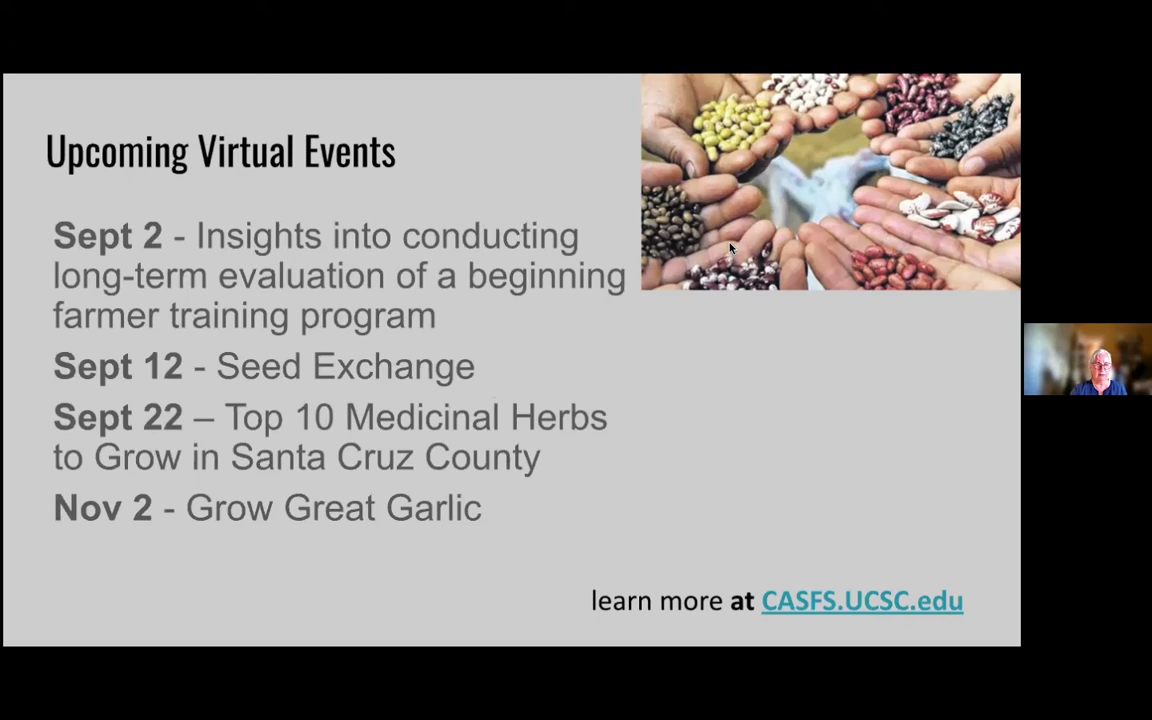 Upcoming Virtual Events
Sept 2 - Insights into conducting
long-term evaluation of a beginning
farmer training program
Sept 12 - Seed Exchange
Sept 22 – Top 10 Medicinal Herbs
to Grow in Santa Cruz County
Nov 2 - Grow Great Garlic
learn more at CASFS.UCSC.edu